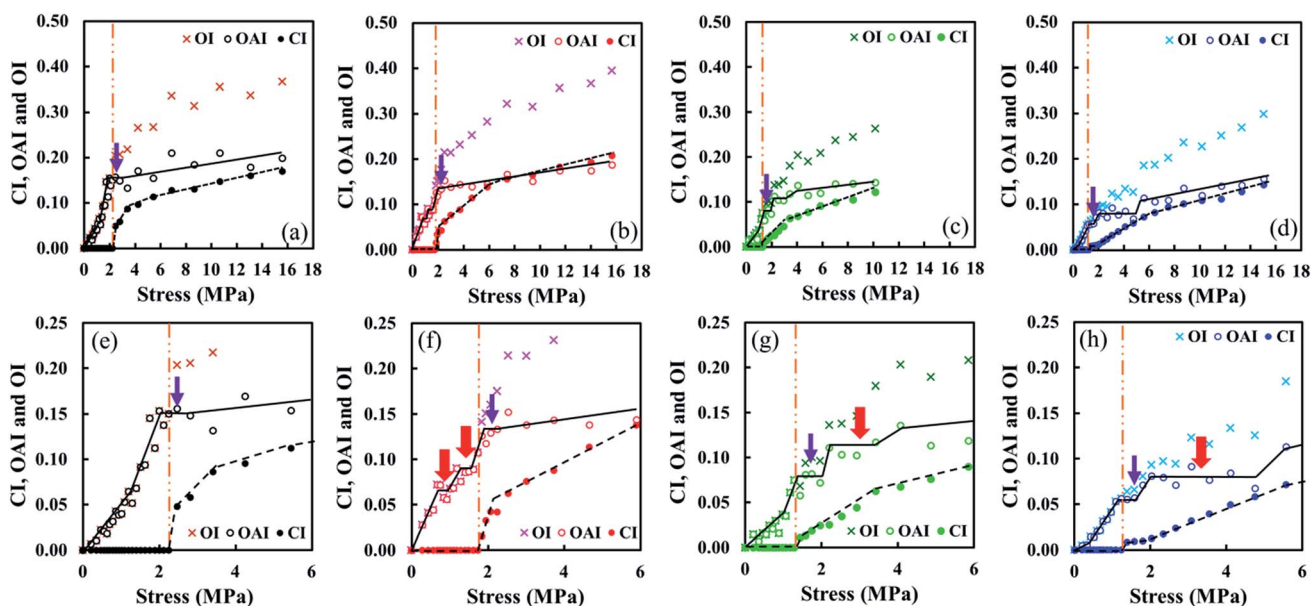 CI, OAI and OI
0.50
0.40
0.30
0.20
0.10
0.00
× OI ○ OAI ● CI
(a)
0 2 4 6 8 10 12 14 16 18
Stress (MPa)
CI, OAI and OI
0.50
0.40
0.30
0.20
0.10
0.00
× OI ○ OAI ● CI
(b)
0 2 4 6 8 10 12 14 16 18
Stress (MPa)
CI, OAI and OI
0.50
0.40
0.30
0.20
0.10
0.00
× OI ○ OAI ● CI
(c)
0 2 4 6 8 10 12 14 16 18
Stress (MPa)
CI, OAI and OI
0.50
0.40
0.30
0.20
0.10
0.00
× OI ○ OAI ● CI
(d)
0 2 4 6 8 10 12 14 16 18
Stress (MPa)
CI, OAI and OI
0.25
0.20
0.15
0.10
0.05
0.00
(e)
× OI ○ OAI ● CI
0 2 4 6
Stress (MPa)
CI, OAI and OI
0.25
0.20
0.15
0.10
0.05
0.00
(f)
× OI ○ OAI ● CI
0 2 4 6
Stress (MPa)
CI, OAI and OI
0.25
0.20
0.15
0.10
0.05
0.00
(g)
× OI ○ OAI ● CI
0 2 4 6
Stress (MPa)
CI, OAI and OI
0.25
0.20
0.15
0.10
0.05
0.00
(h)
× OI ○ OAI ● CI
0 2 4 6
Stress (MPa)